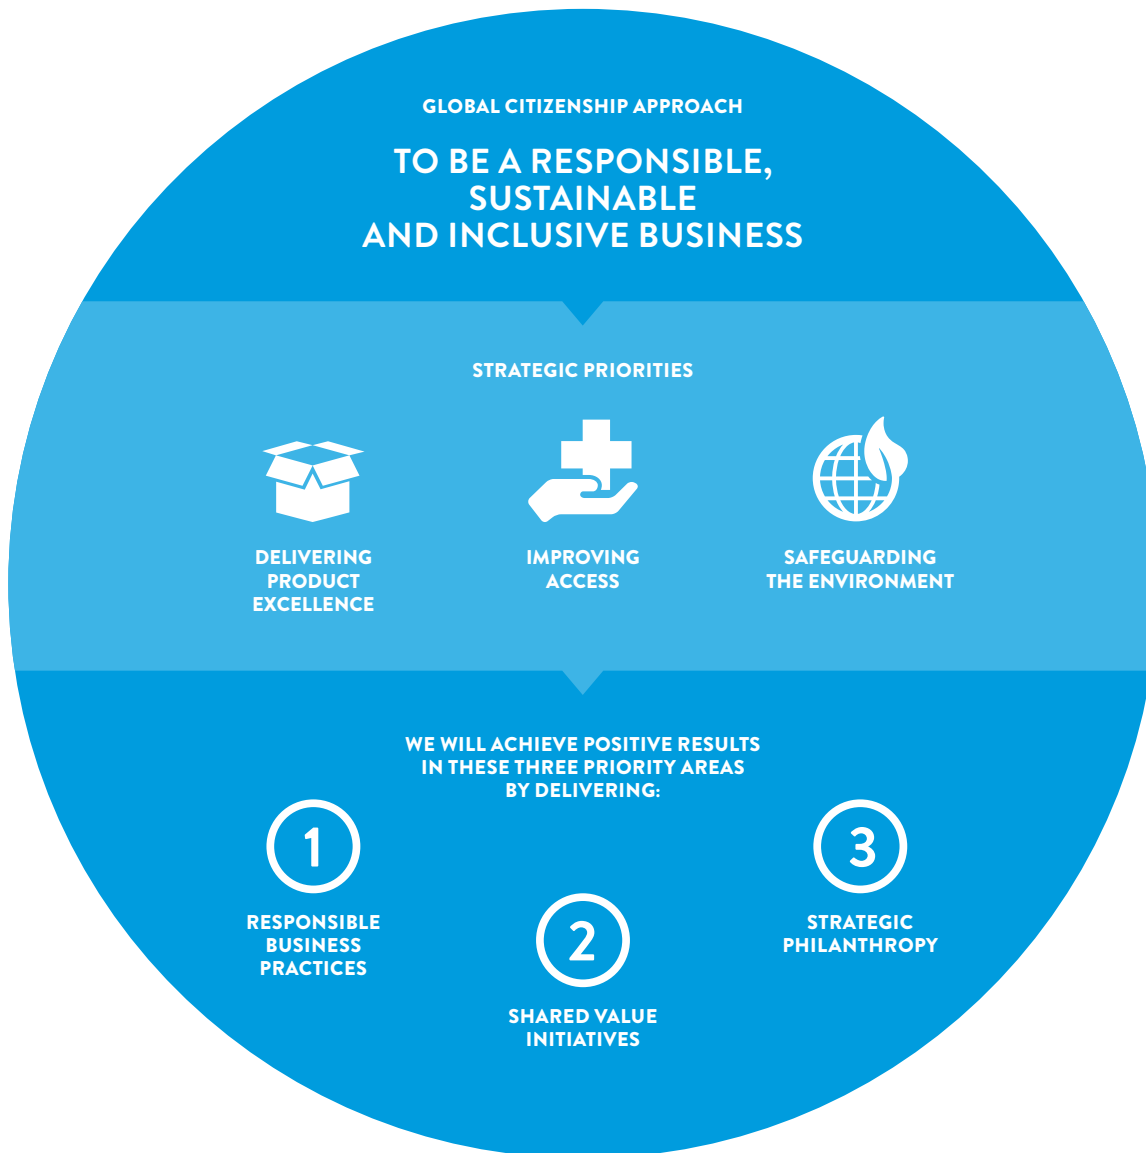 GLOBAL CITIZENSHIP APPROACH
TO BE A RESPONSIBLE,
SUSTAINABLE
AND INCLUSIVE BUSINESS
STRATEGIC PRIORITIES
DELIVERING
PRODUCT
EXCELLENCE
IMPROVING
ACCESS
SAFEGUARDING
THE ENVIRONMENT
WE WILL ACHIEVE POSITIVE RESULTS
IN THESE THREE PRIORITY AREAS
BY DELIVERING:
1
RESPONSIBLE
BUSINESS
PRACTICES
2
SHARED VALUE
INITIATIVES
3
STRATEGIC
PHILANTHROPY